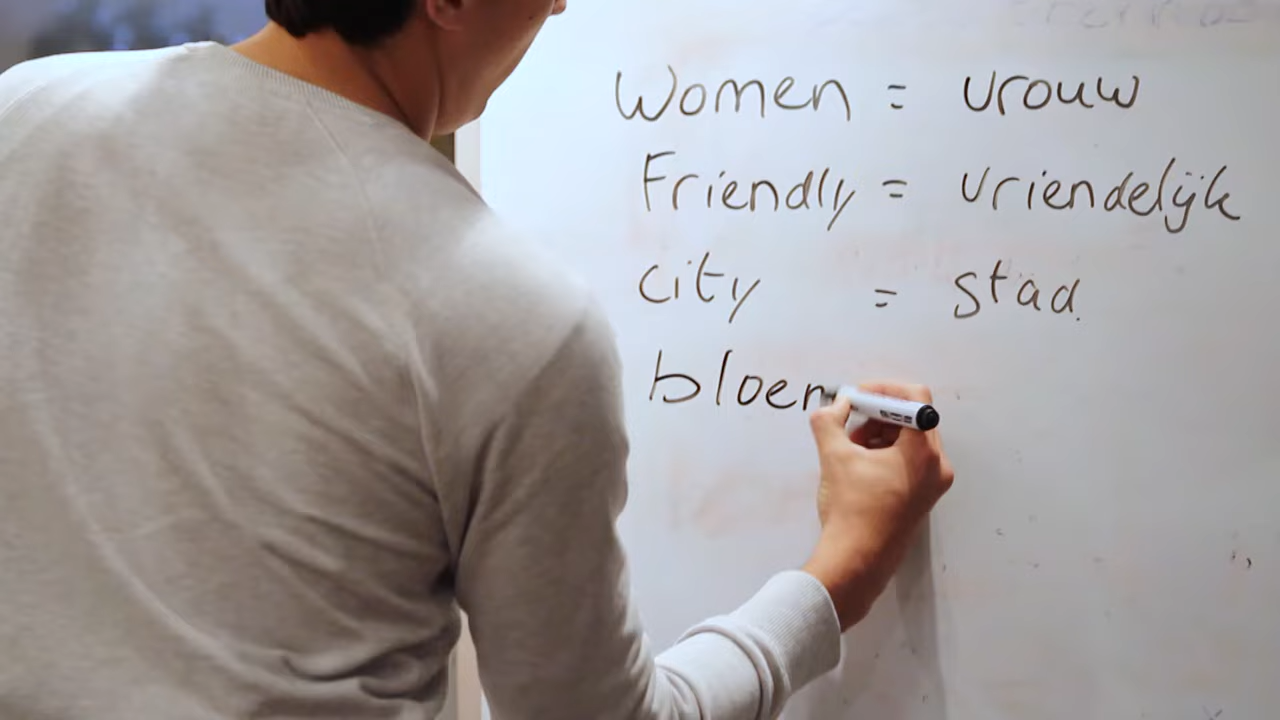 Women = vrouw
Friendly = vriendelijk
city = stad.
bloem